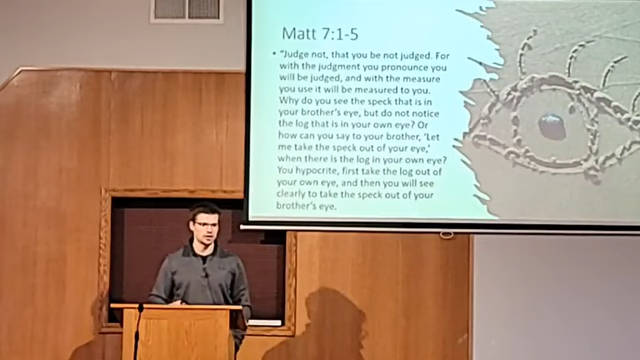 Matt 7:1-5
• "Judge not, that you be not judged. For
with the judgment you pronounce you
will be judged, and with the measure
you use it will be measured to you.
Why do you see the speck that is in
your brother's eye, but do not notice
the log that is in your own eye? Or
how can you say to your brother, 'Let
me take the speck out of your eye,'
when there is the log in your own eye?
You hypocrite, first take the log out of
your own eye, and then you will see
clearly to take the speck out of your
brother's eye.